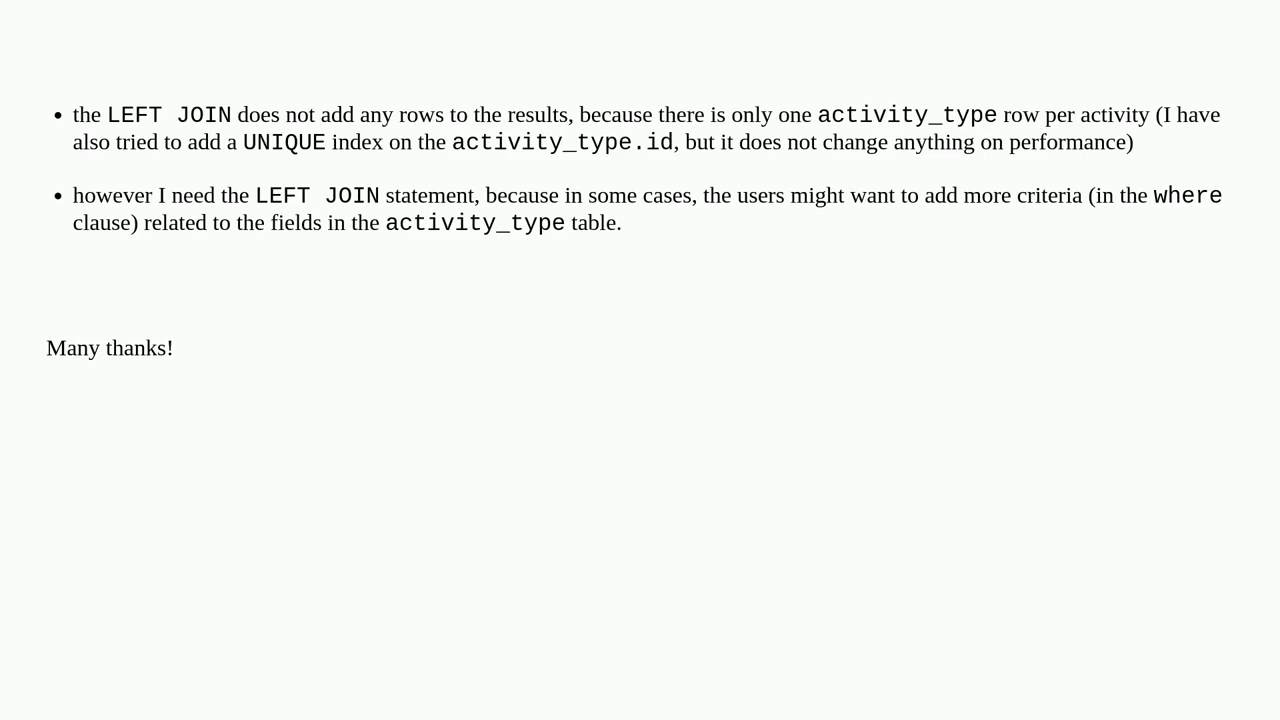 • the LEFT JOIN does not add any rows to the results, because there is only one activity_type row per activity (I have
also tried to add a UNIQUE index on the activity_type.id, but it does not change anything on performance)
• however I need the LEFT JOIN statement, because in some cases, the users might want to add more criteria (in the where
clause) related to the fields in the activity_type table.
Many thanks!